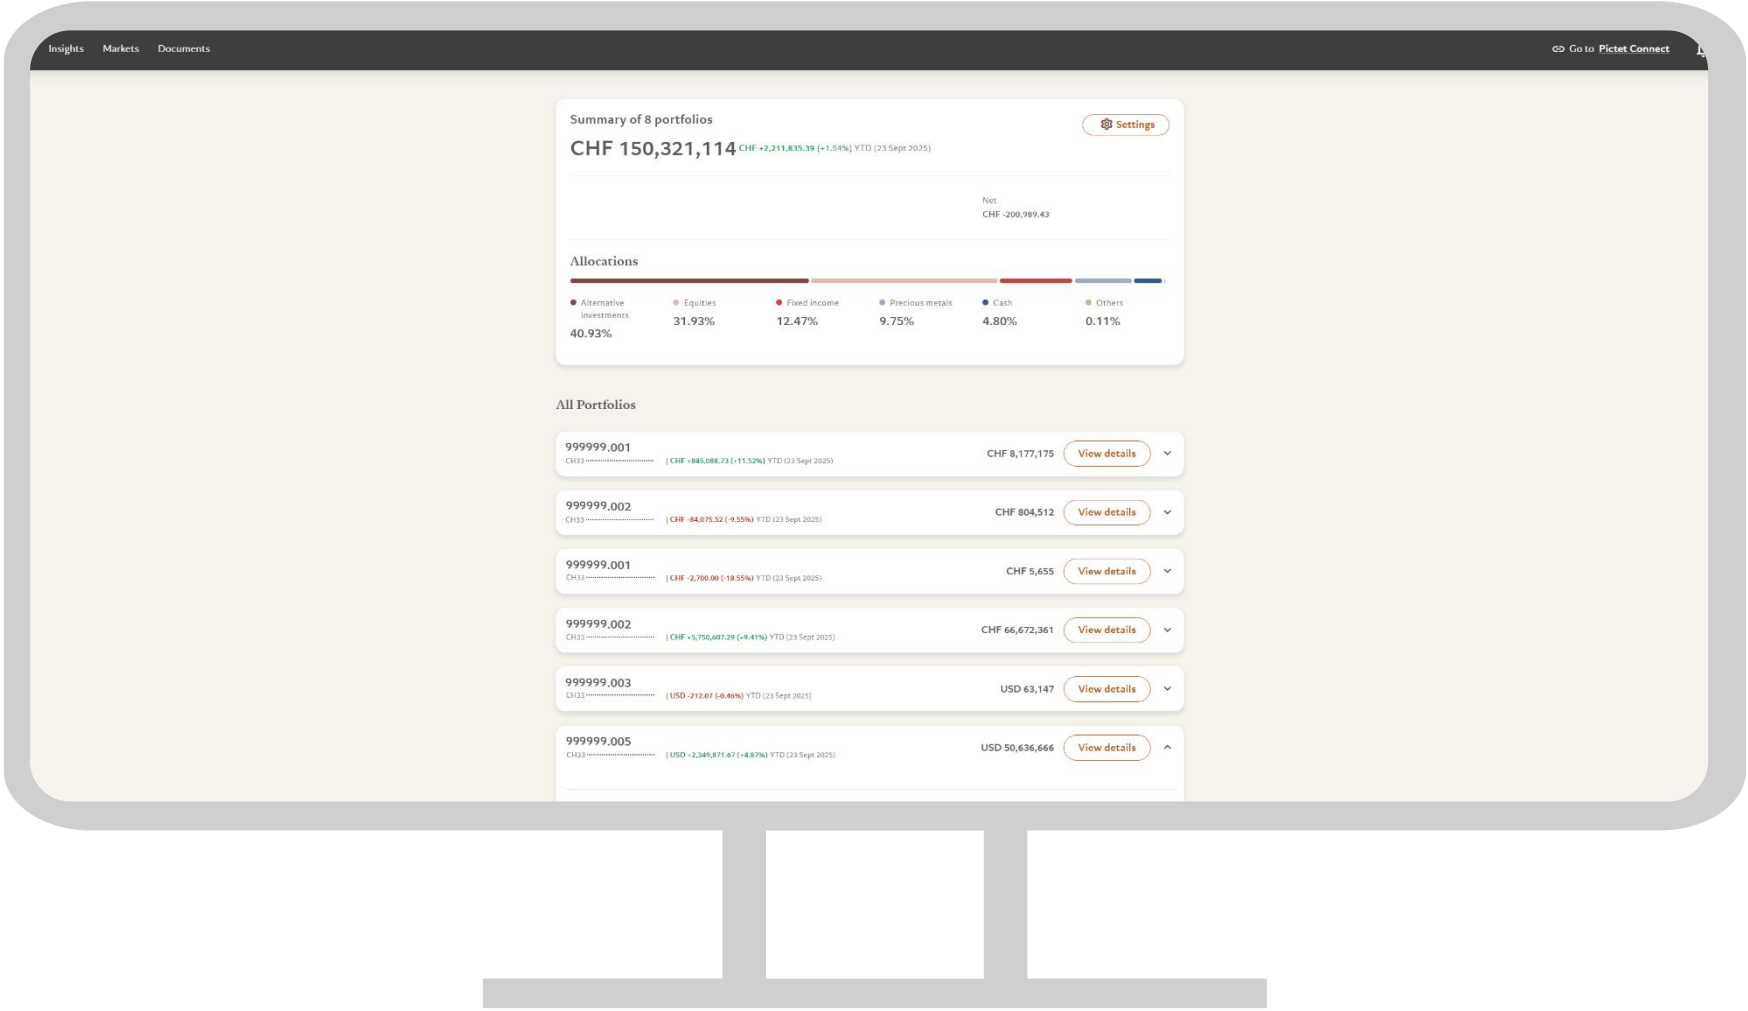 Insights Markets Documents Go to Pictet Connect
Summary of 8 portfolios
Settings
CHF 150,321,114 CHF +2,211,835.39 (+1.54%) YTD (23 Sept 2025)
Net
CHF -200,989.43
Allocations
Alternative investments
40.93%
Equities
31.93%
Fixed income
12.47%
Precious metals
9.75%
Cash
4.80%
Others
0.11%
All Portfolios
999999.001
CH33 | CHF +845,088.73 (+11.52%) YTD (23 Sept 2025)
CHF 8,177,175 View details
999999.002
CH33 | CHF -84,075.52 (-9.55%) YTD (23 Sept 2025)
CHF 804,512 View details
999999.001
CH33 | CHF -2,700.00 (-18.55%) YTD (23 Sept 2025)
CHF 5,655 View details
999999.002
CH33 | CHF +5,750,607.29 (+9.41%) YTD (23 Sept 2025)
CHF 66,672,361 View details
999999.003
CH33 | USD -212.07 (-0.46%) YTD (23 Sept 2025)
USD 63,147 View details
999999.005
CH33 | USD +2,349,871.67 (+4.87%) YTD (23 Sept 2025)
USD 50,636,666 View details